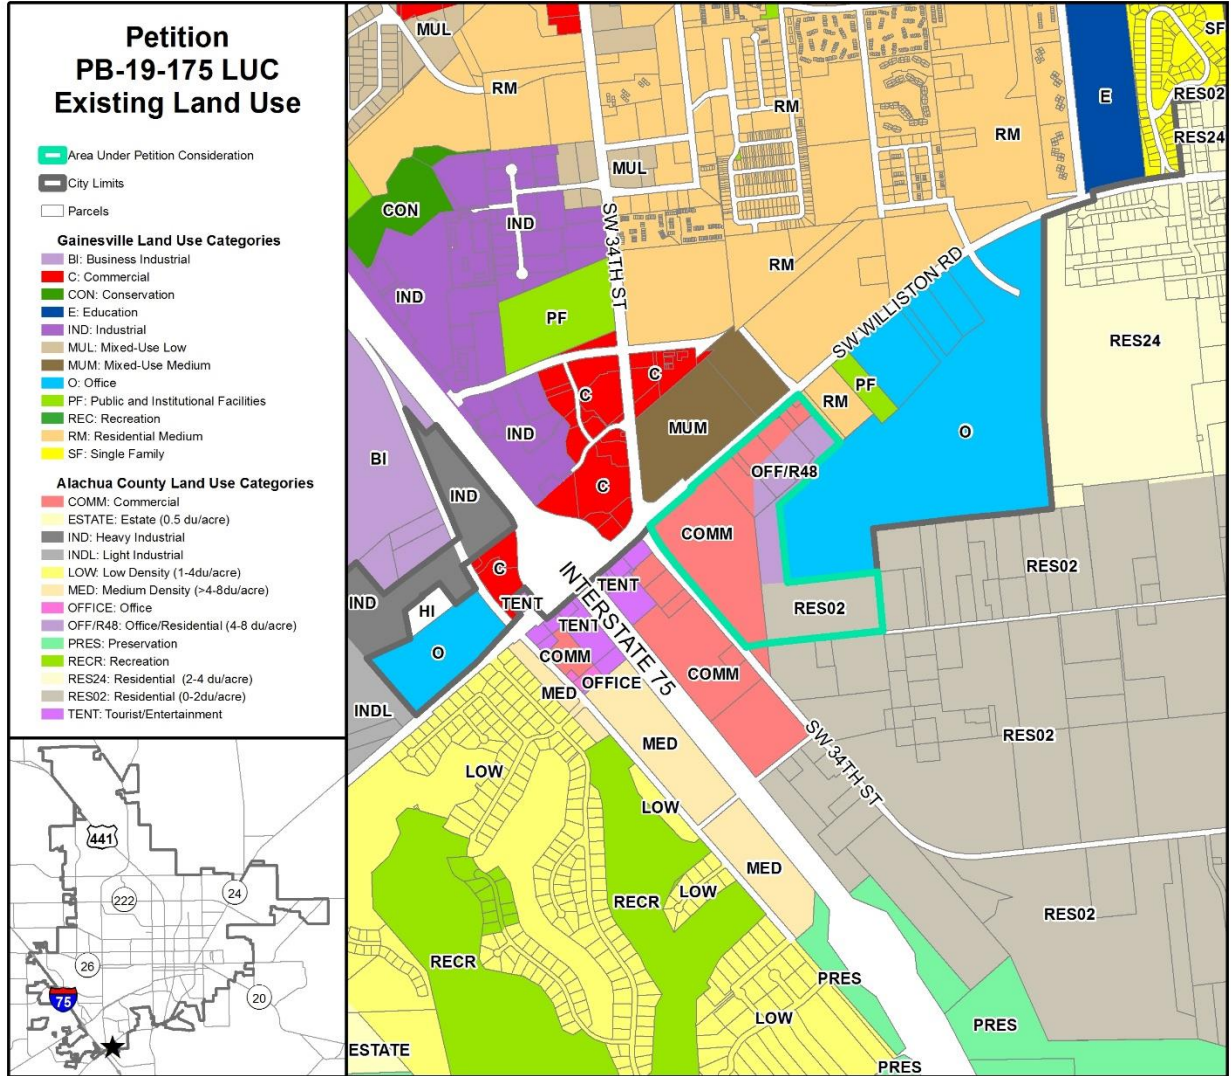 Petition
PB-19-175 LUC
Existing Land Use
Area Under Petition Consideration
City Limits
Parcels
Gainesville Land Use Categories
BI: Business Industrial
C: Commercial
CON: Conservation
E: Education
IND: Industrial
MUL: Mixed-Use Low
MUM: Mixed-Use Medium
O: Office
PF: Public and Institutional Facilities
REC: Recreation
RM: Residential Medium
SF: Single Family
Alachua County Land Use Categories
COMM: Commercial
ESTATE: Estate (0.5 du/acre)
IND: Heavy Industrial
INDL: Light Industrial
LOW: Low Density (1-4du/acre)
MED: Medium Density (>4-8du/acre)
OFFICE: Office
OFF/R48: Office/Residential (4-8 du/acre)
PRES: Preservation
RECR: Recreation
RES24: Residential  (2-4 du/acre)
RES02: Residential (0-2du/acre)
TENT: Tourist/Entertainment
441
222
24
26
75
20
MUL
SF
RM
RES02
E
RM
RM
RES24
MUL
CON
IND
SW 34TH ST
RM
IND
SW WILLISTON RD
PF
RES24
C
PF
C
RM
IND
MUM
O
BI
OFF/R48
IND
C
COMM
C
INTERSTATE 75
TENT
RES02
IND
TENT
RES02
HI
TENT
O
COMM
OFFICE
COMM
MED
INDL
SW 34TH ST
MED
RES02
LOW
LOW
MED
LOW
RECR
RES02
RECR
PRES
LOW
PRES
ESTATE
PRES